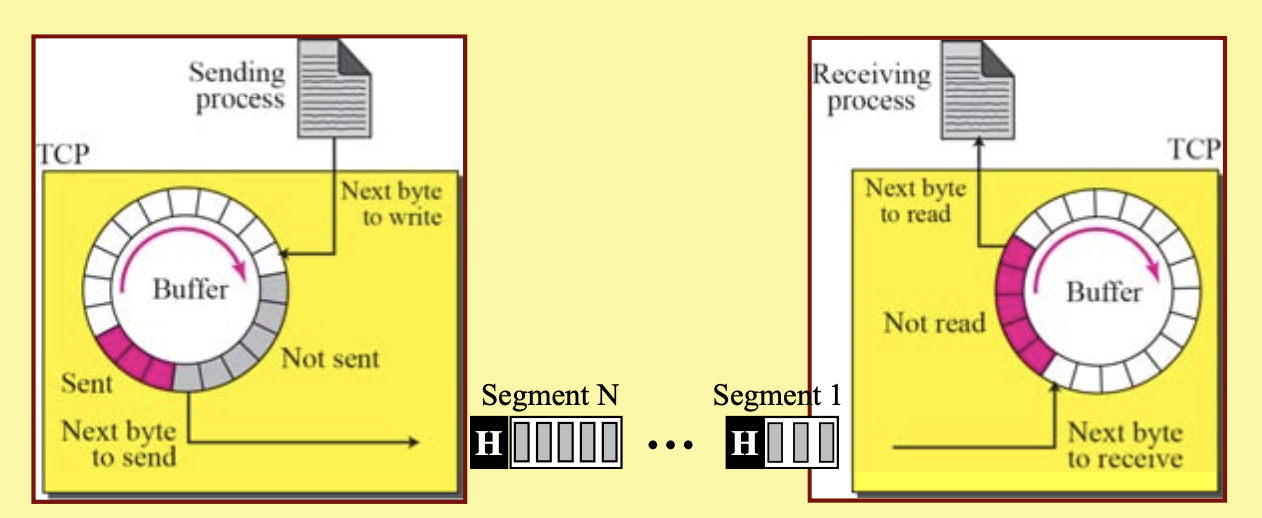 Sending
process
TCP
Next byte
to write
Buffer
Not sent
Sent
Next byte
to send
Segment N
H
...
Segment 1
H
Receiving
process
TCP
Next byte
to read
Buffer
Not read
Next byte
to receive